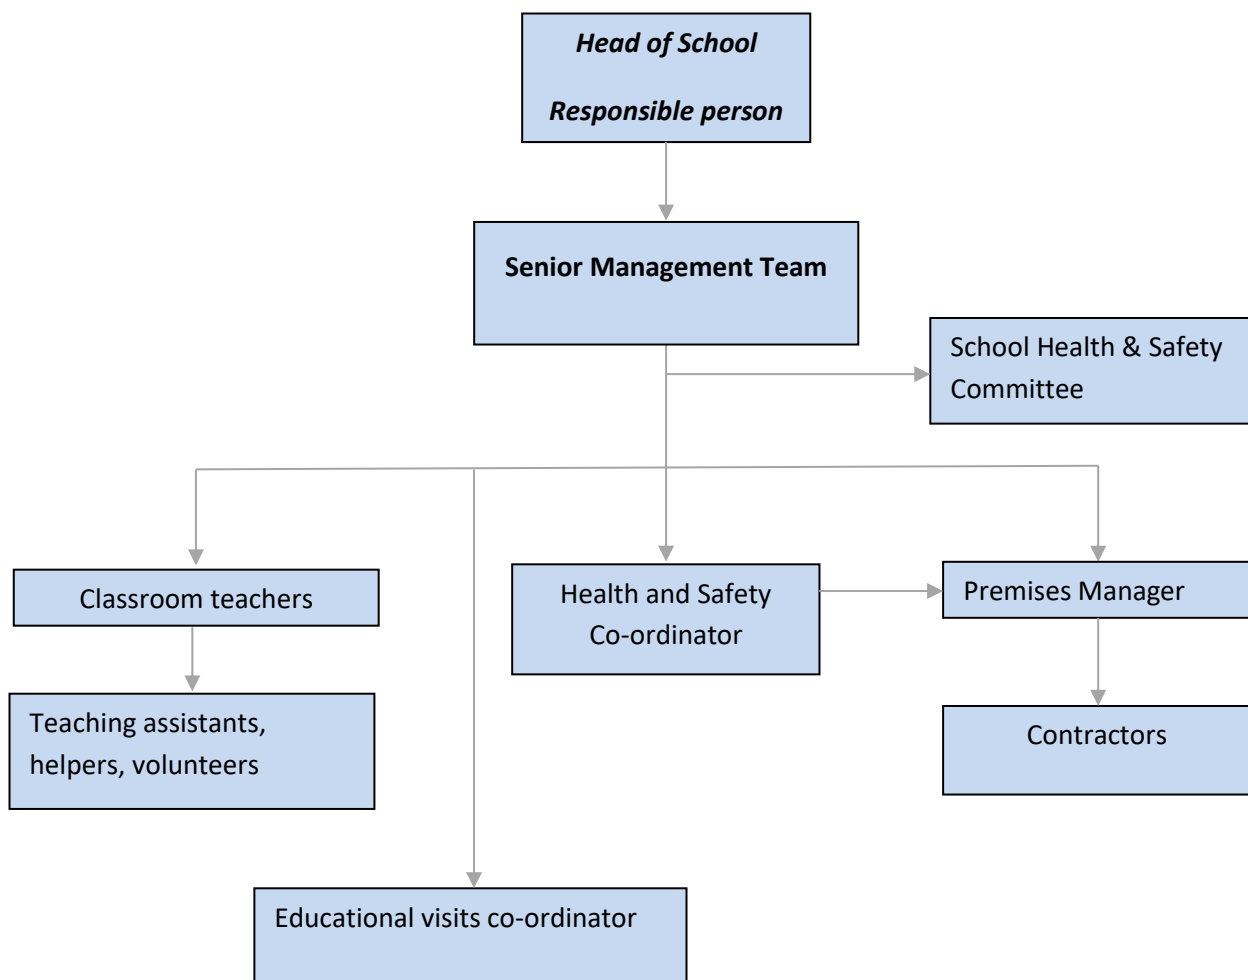 Head of School
Responsible person
Senior Management Team
School Health & Safety
Committee
Classroom teachers
Health and Safety
Co-ordinator
Premises Manager
Teaching assistants,
helpers, volunteers
Contractors
Educational visits co-ordinator